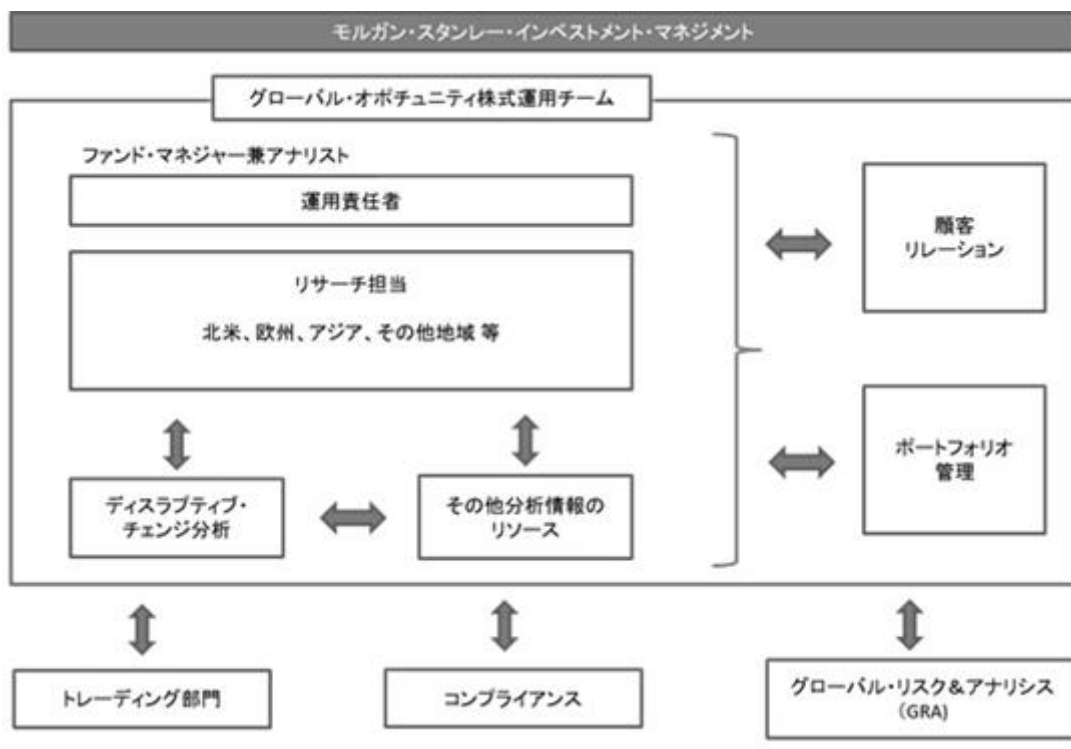 モルガン・スタンレー・インベストメント・マネジメント
グローバル・オポチュニティ株式運用チーム
ファンド・マネジャー兼アナリスト
運用責任者
リサーチ担当
北米、欧州、アジア、その他地域 等
顧客
リレーション
ディスラプティブ・
チェンジ分析
その他分析情報の
リソース
ポートフォリオ
管理
トレーディング部門
コンプライアンス
グローバル・リスク&アナリシス
(GRA)